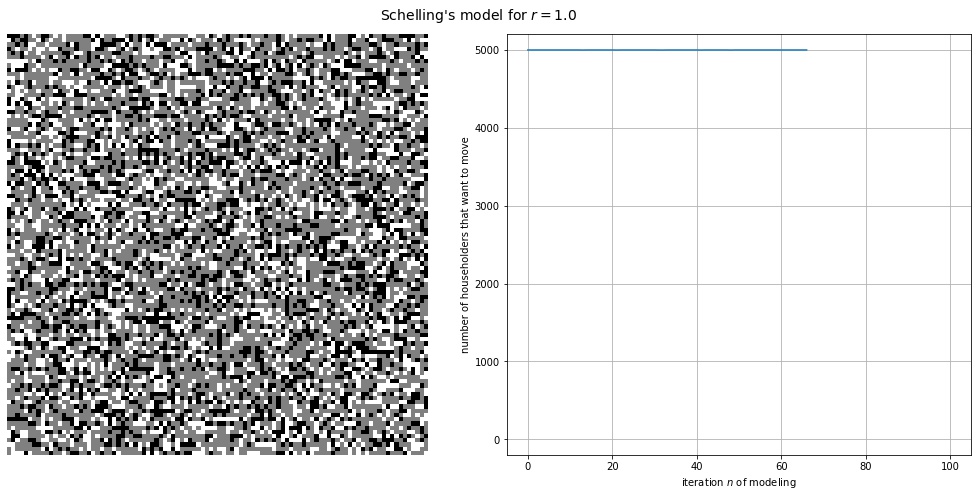 Schelling's model for r = 1.0
5000
4000
3000
2000
1000
0
number of householders that want to move
0 20 40 60 80 100
iteration n of modeling